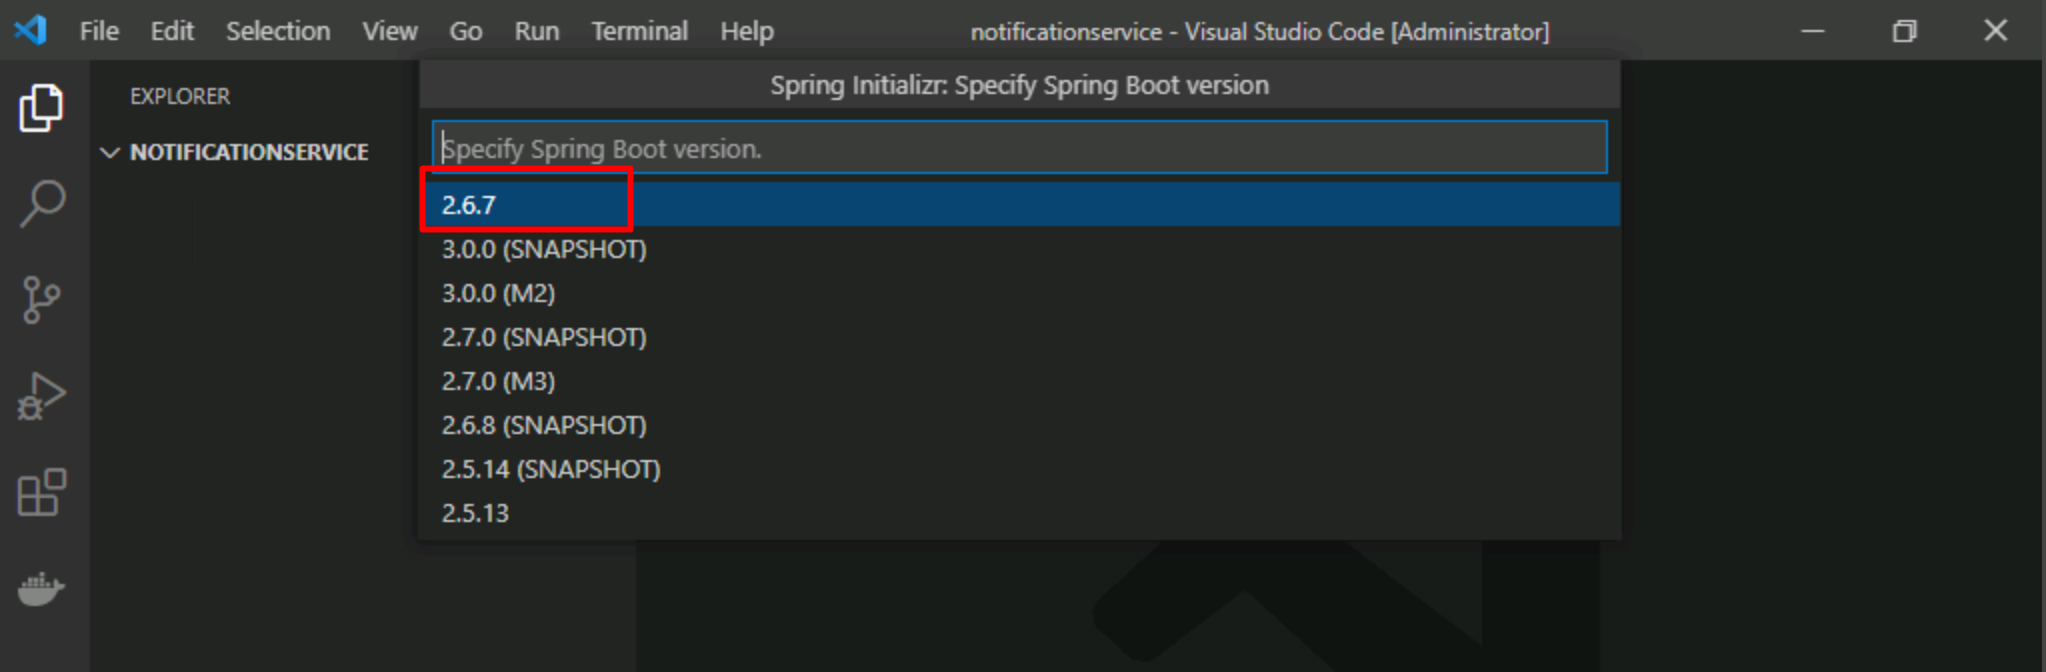 File Edit Selection View Go Run Terminal Help notificationservice - Visual Studio Code [Administrator]
EXPLORER
NOTIFICATIONSERVICE
Spring Initializr: Specify Spring Boot version
Specify Spring Boot version.
2.6.7
3.0.0 (SNAPSHOT)
3.0.0 (M2)
2.7.0 (SNAPSHOT)
2.7.0 (M3)
2.6.8 (SNAPSHOT)
2.5.14 (SNAPSHOT)
2.5.13